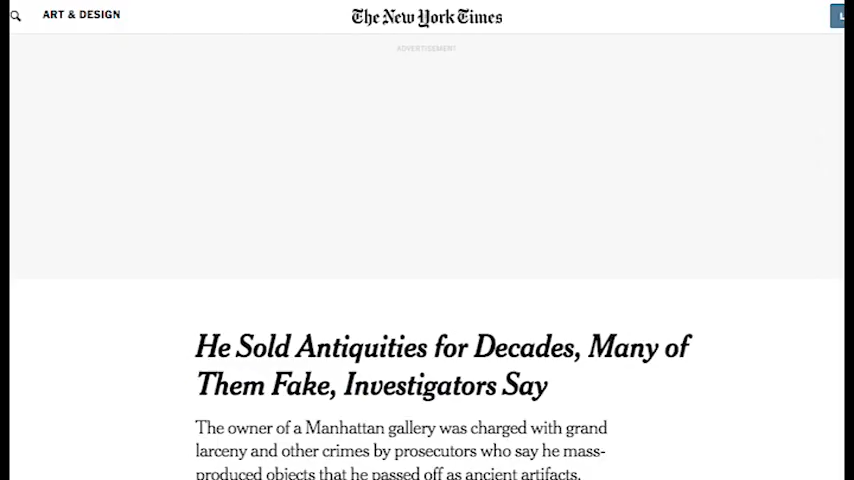 ART & DESIGN
The New York Times
L
ADVERTISEMENT
He Sold Antiquities for Decades, Many of
Them Fake, Investigators Say
The owner of a Manhattan gallery was charged with grand
larceny and other crimes by prosecutors who say he mass-
produced objects that he passed off as ancient artifacts.